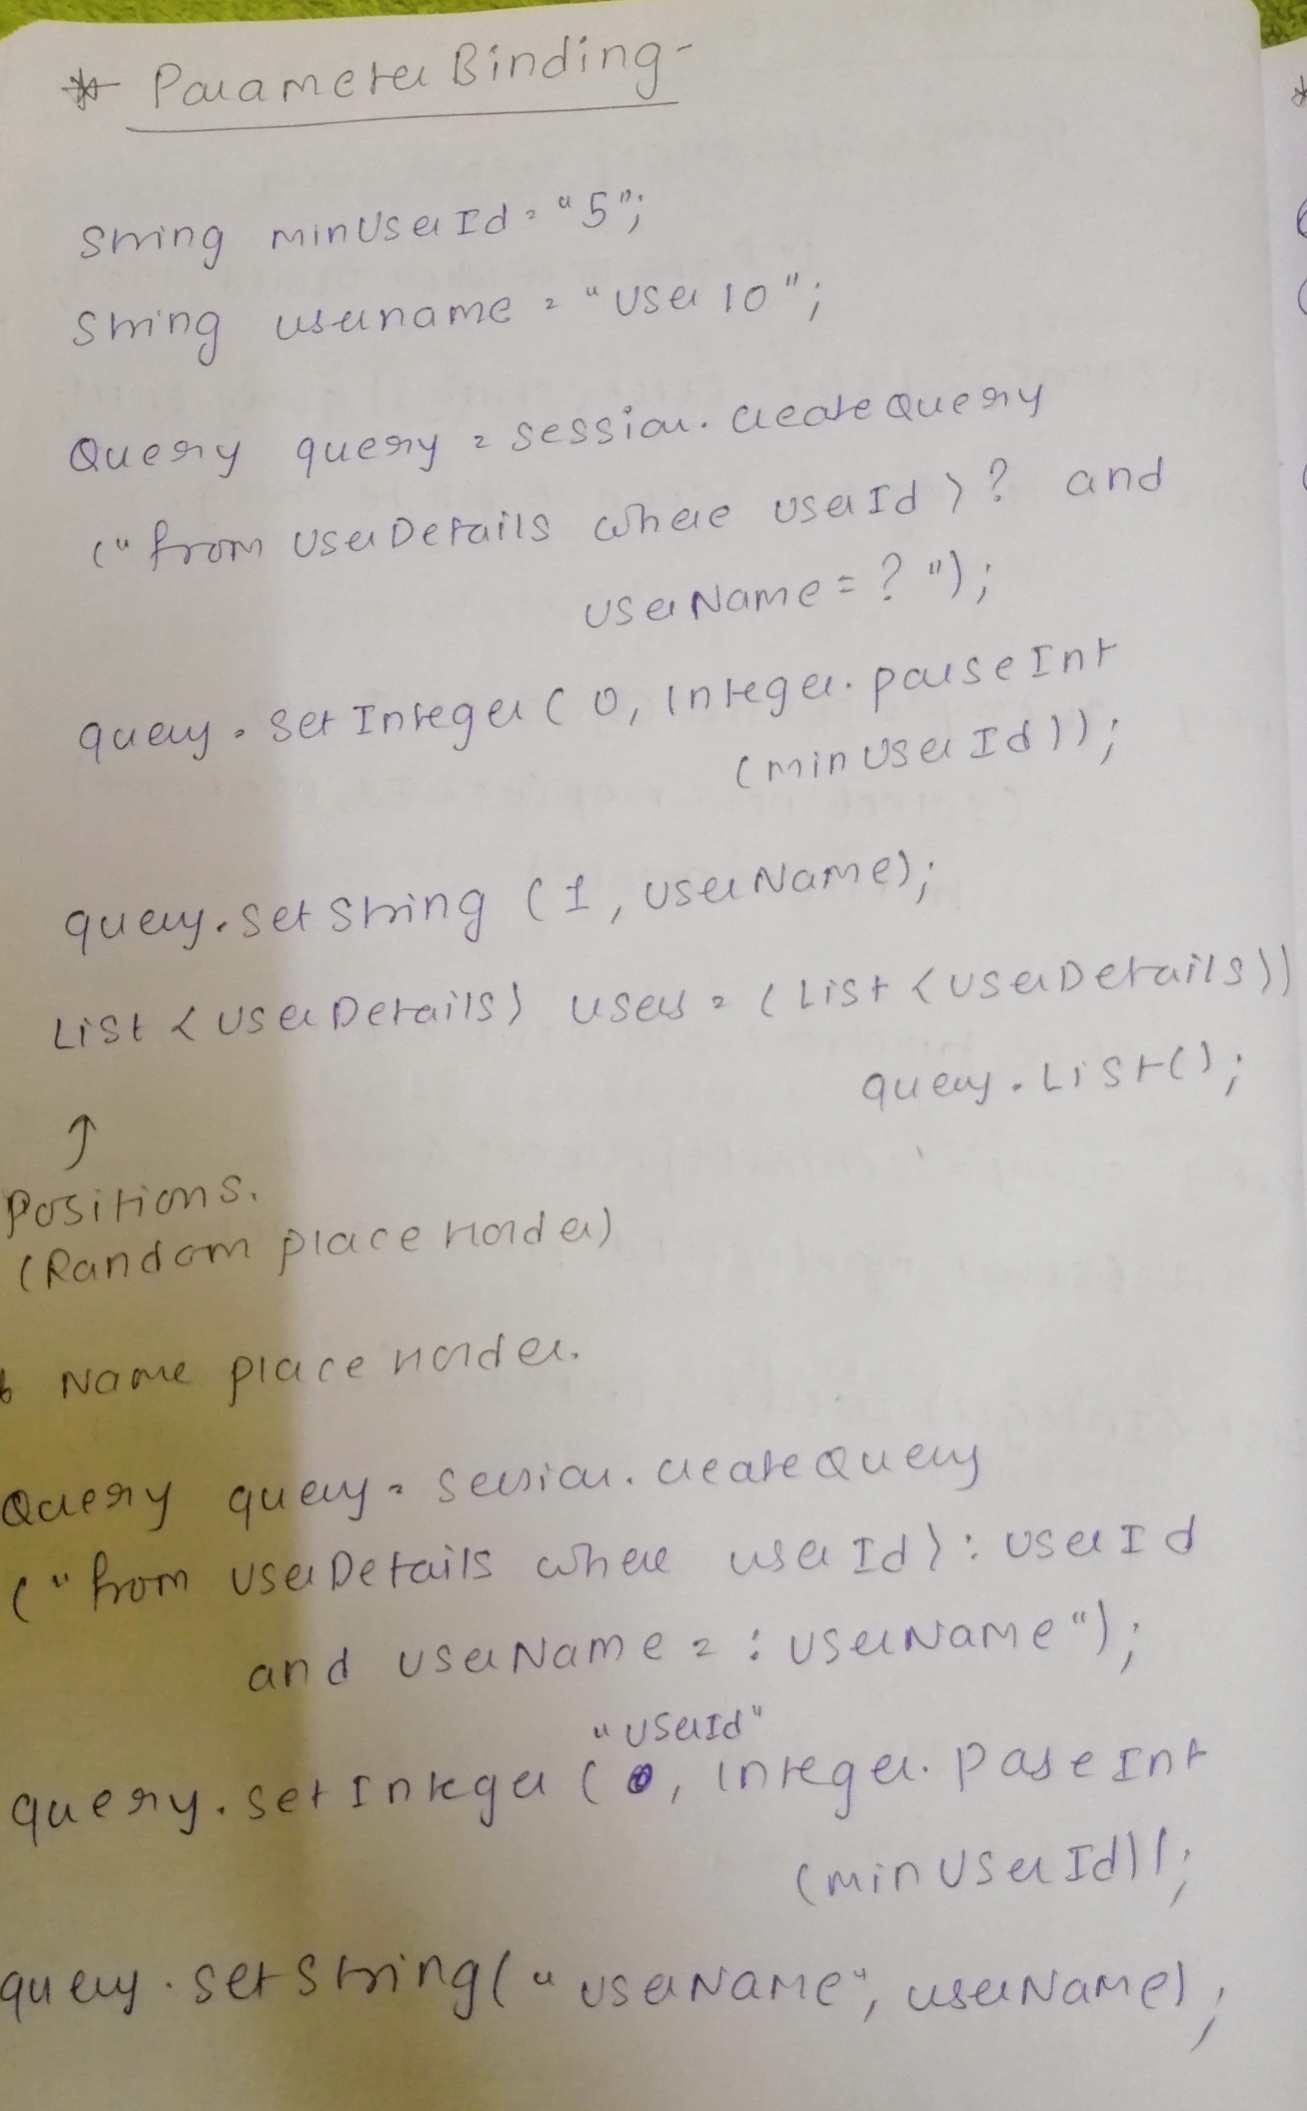 * Parameter Binding -
String minUserId = "5";
String username = "User 10";
Query query = session. createQuery
("from UserDetails where userId > ? and
userName = ? ");
query. setInteger ( 0, Integer. parseInt
(minUserId));
query. setString (1, userName);
List <UserDetails> users = (List <UserDetails>)
query. List();
↑
Positions.
(Random place Holder)
Name place holder.
Query query = session. createQuery
("from UserDetails where userId > : userId
and userName = : userName");
"userId"
query. setInteger ( , Integer. paseInt
(minUserId));
query. setString( "userName", userName);